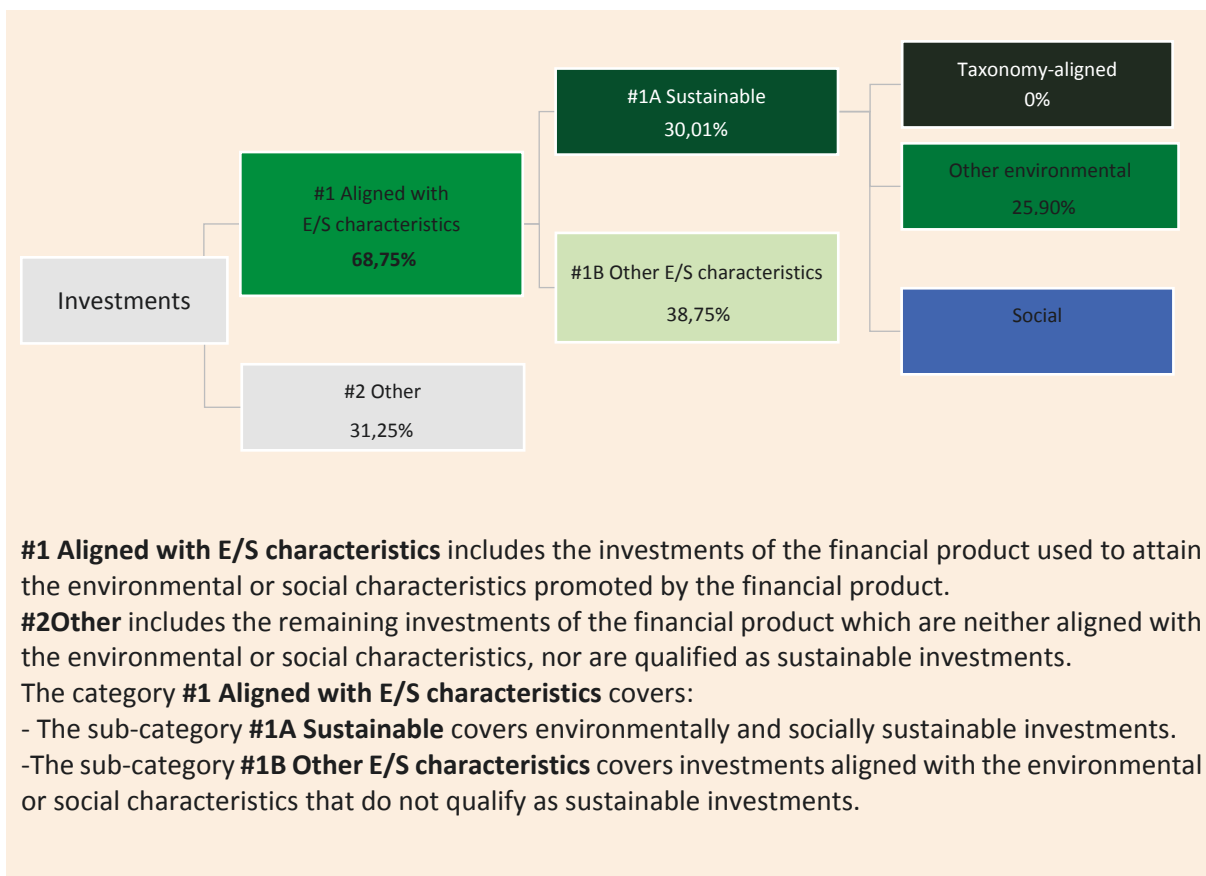 Investments
#1 Aligned with
E/S characteristics
68,75%
#2 Other
31,25%
#1A Sustainable
30,01%
#1B Other E/S characteristics
38,75%
Taxonomy-aligned
0%
Other environmental
25,90%
Social
#1 Aligned with E/S characteristics includes the investments of the financial product used to attain
the environmental or social characteristics promoted by the financial product.
#2Other includes the remaining investments of the financial product which are neither aligned with
the environmental or social characteristics, nor are qualified as sustainable investments.
The category #1 Aligned with E/S characteristics covers:
- The sub-category #1A Sustainable covers environmentally and socially sustainable investments.
-The sub-category #1B Other E/S characteristics covers investments aligned with the environmental
or social characteristics that do not qualify as sustainable investments.